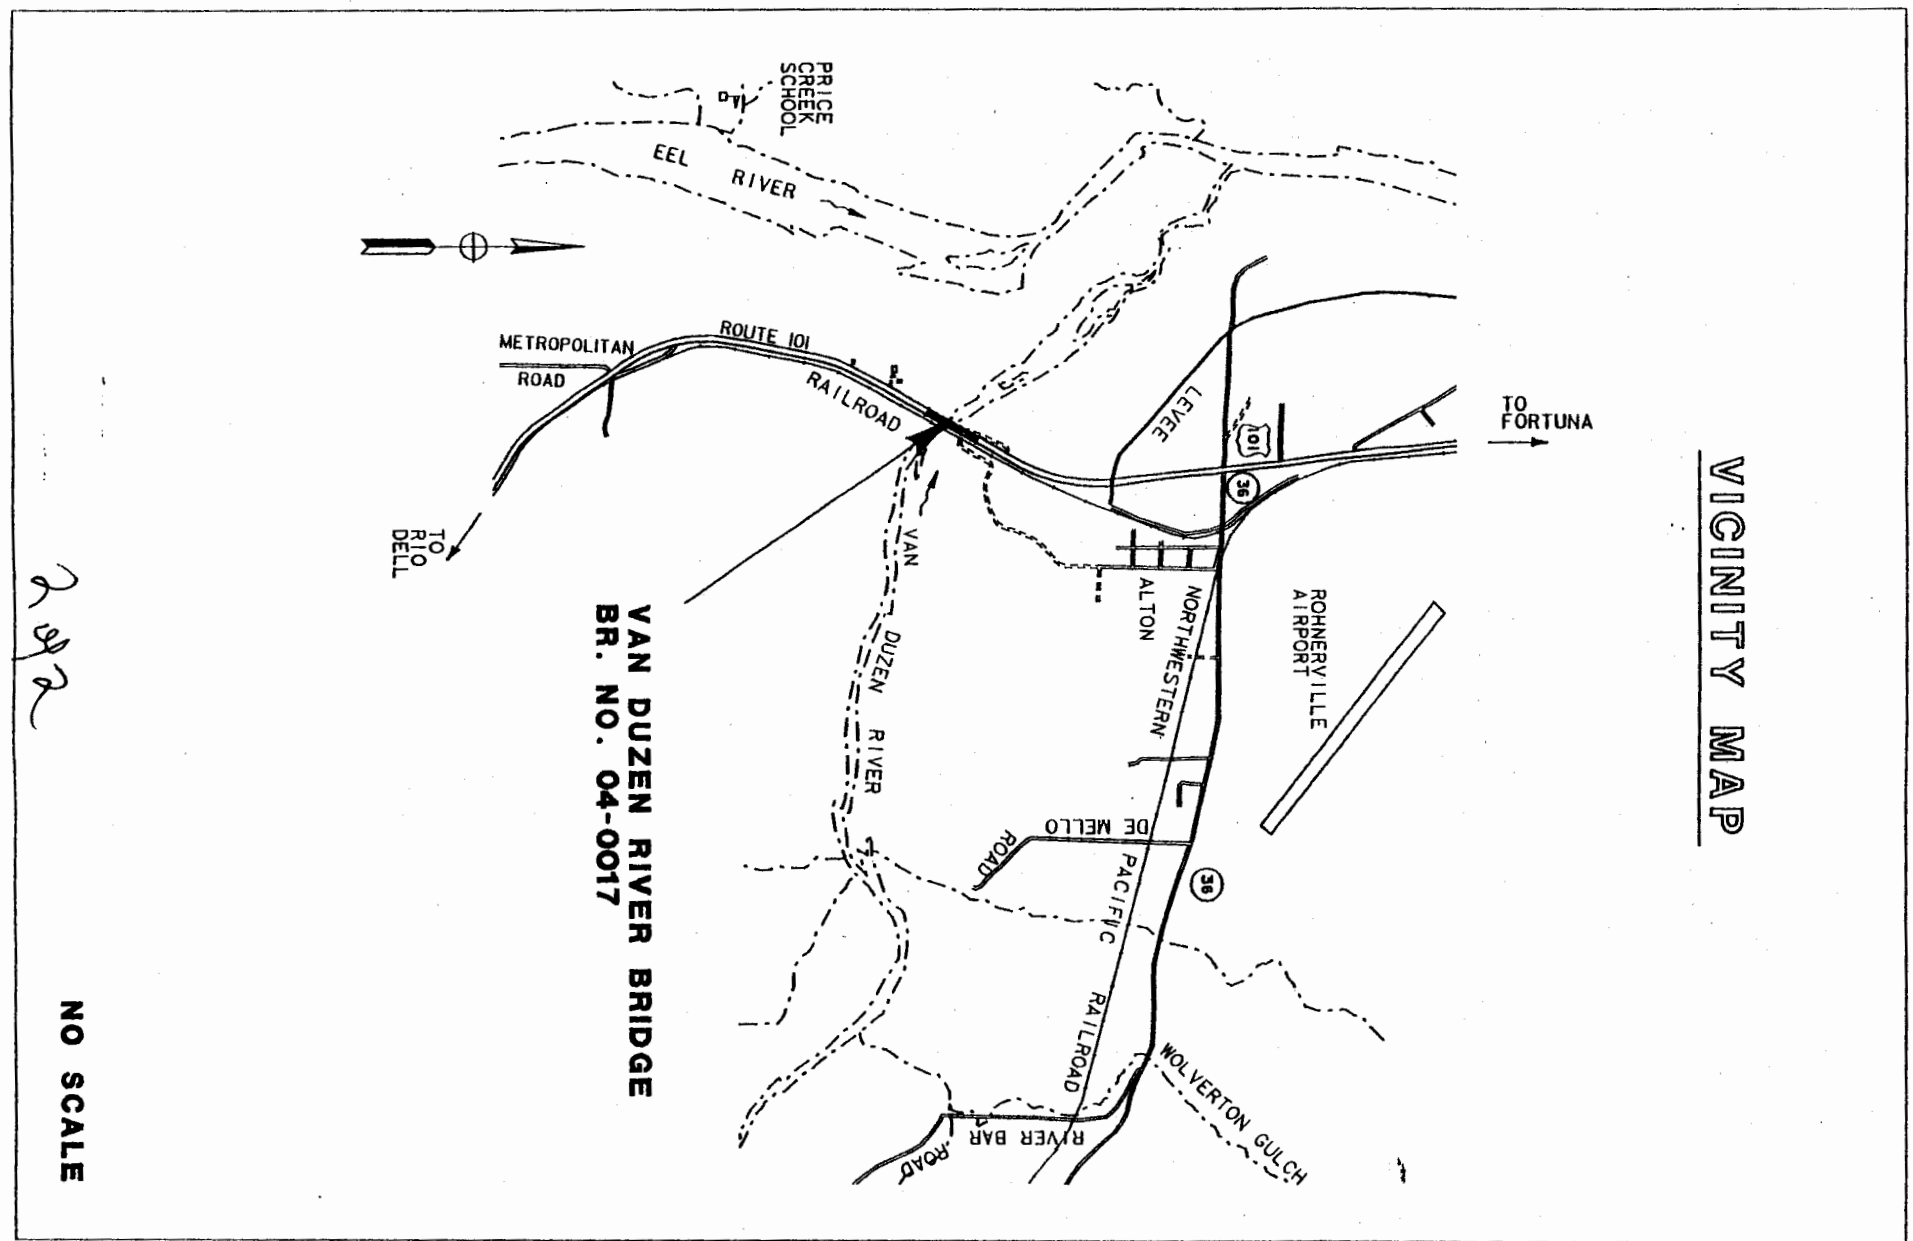 VICINITY MAP
PRICE
CREEK
SCHOOL
EEL RIVER
METROPOLITAN
ROAD
ROUTE 101
RAILROAD
LEVEE
101
36
TO
FORTUNA
TO
RIO
DELL
VAN DUZEN RIVER
ALTON
NORTHWESTERN PACIFIC RAILROAD
ROHNERVILLE
AIRPORT
DE MELLO
ROAD
36
WOLVERTON GULCH
RIVER BAR
ROAD
VAN DUZEN RIVER BRIDGE
BR. NO. 04-0017
NO SCALE